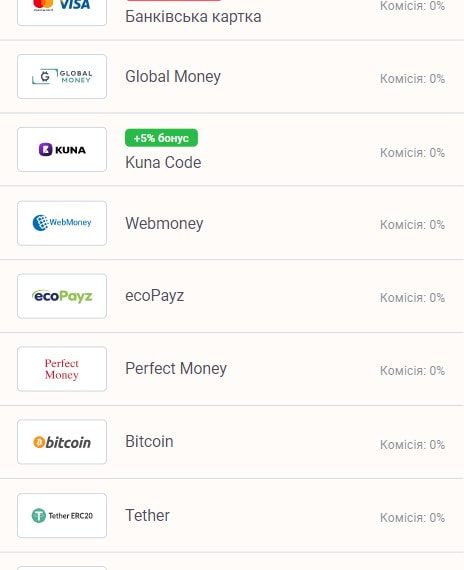 VISA
Банківська картка
Комісія: 0%
GLOBAL
MONEY
Global Money
Комісія: 0%
KUNA
+5% бонус
Kuna Code
Комісія: 0%
WebMoney
Webmoney
Комісія: 0%
ecoPayz
ecoPayz
Комісія: 0%
Perfect
Money
Perfect Money
Комісія: 0%
bitcoin
Bitcoin
Комісія: 0%
Tether ERC20
Tether
Комісія: 0%